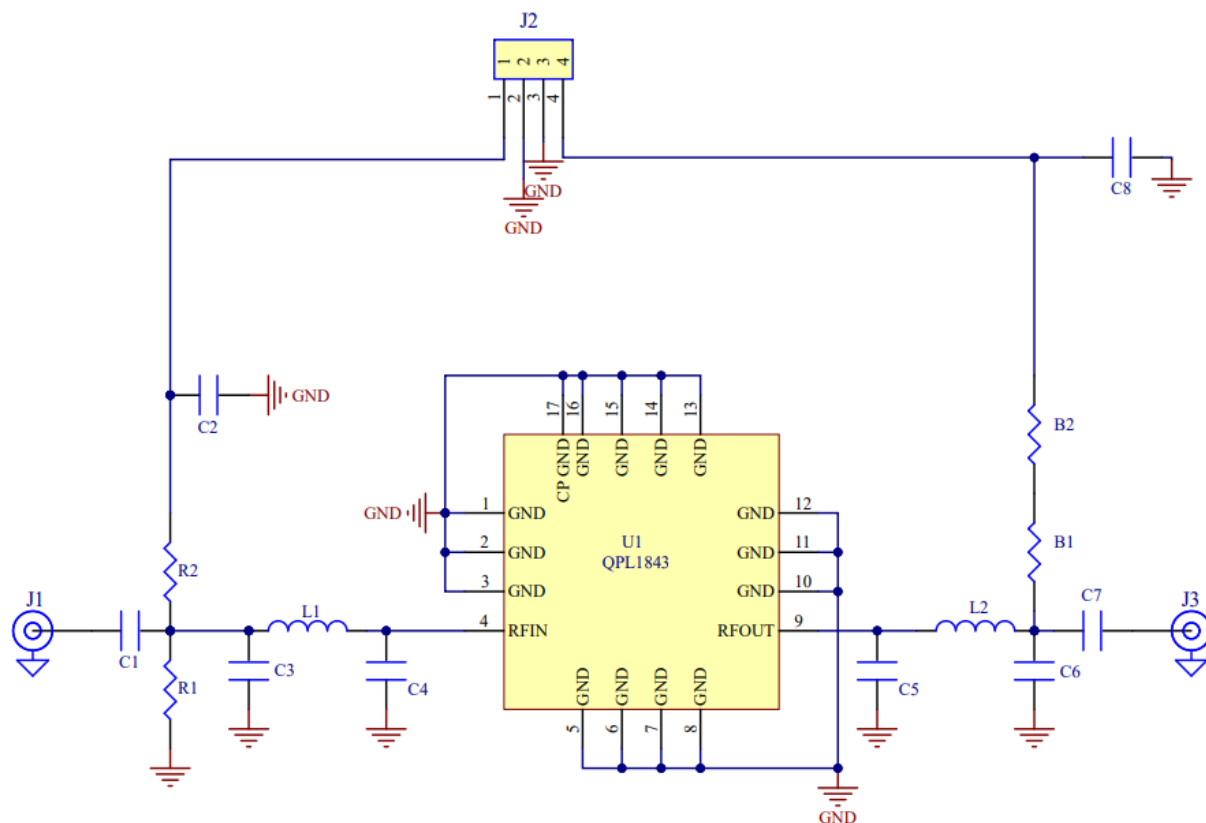 J2
1 2 3 4
1 2 3 4
GND
GND
C8
C2
GND
B2
B1
17 16 15 14 13
CP GND GND GND GND GND
GND
1 GND
2 GND
3 GND
4 RFIN
U1
QPL1843
GND 12
GND 11
GND 10
RFOUT 9
GND GND GND GND
5 6 7 8
GND
R2
J1
C1
R1
L1
C3
C4
C5
L2
C6
C7
J3